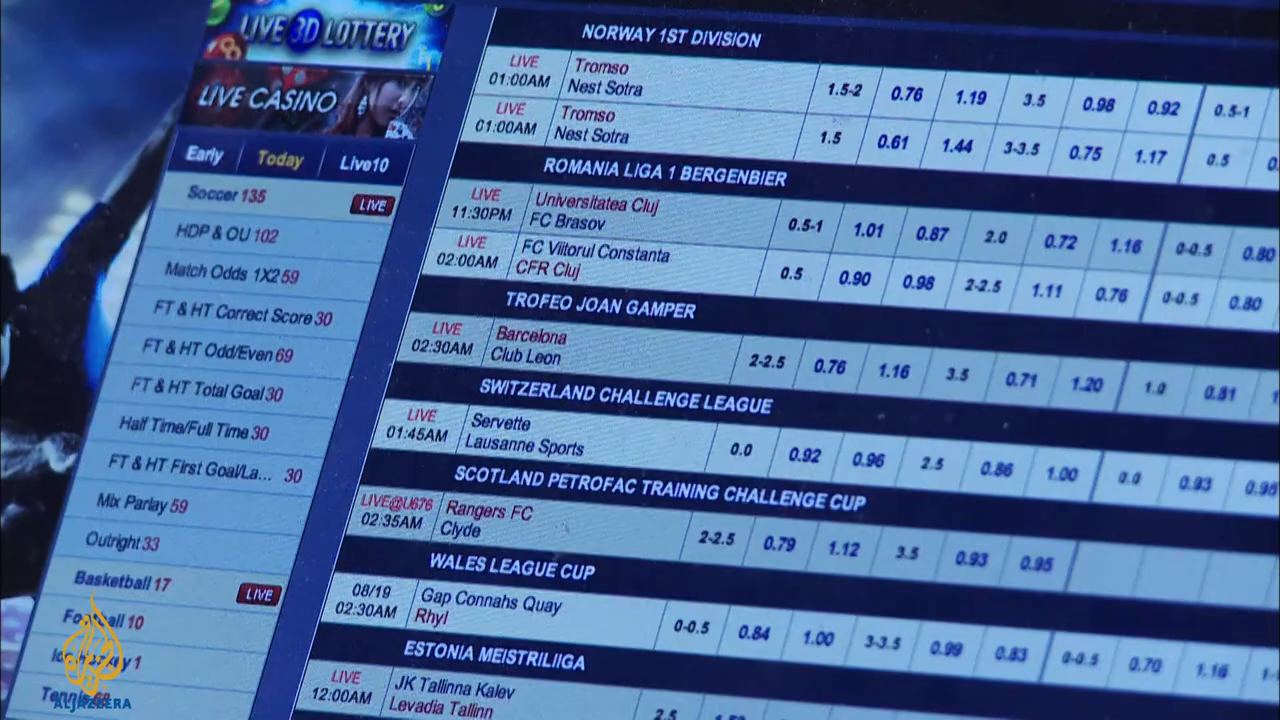 LIVE 3D LOTTERY
LIVE CASINO
Early Today Live10
Soccer 135 LIVE
HDP & OU 102
Match Odds 1X2 59
FT & HT Correct Score 30
FT & HT Odd/Even 69
FT & HT Total Goal 30
Half Time/Full Time 30
FT & HT First Goal/La... 30
Mix Parlay 59
Outright 33
Basketball 17 LIVE
Football 10
Tennis
ALJAZEERA
NORWAY 1ST DIVISION
LIVE Tromso
01:00AM Nest Sotra 1.5-2 0.76 1.19 3.5 0.98 0.92 0.5-1
LIVE Tromso
01:00AM Nest Sotra 1.5 0.61 1.44 3-3.5 0.75 1.17 0.5
ROMANIA LIGA 1 BERGENBIER
LIVE Universitatea Cluj
11:30PM FC Brasov 0.5-1 1.01 0.87 2.0 0.72 1.16 0-0.5 0.80
LIVE FC Viitorul Constanta
02:00AM CFR Cluj 0.5 0.90 0.98 2-2.5 1.11 0.76 0-0.5 0.80
TROFEO JOAN GAMPER
LIVE Barcelona
02:30AM Club Leon 2-2.5 0.76 1.16 3.5 0.71 1.20 1.0 0.81
SWITZERLAND CHALLENGE LEAGUE
LIVE Servette
01:45AM Lausanne Sports 0.0 0.92 0.96 2.5 0.86 1.00 0.0 0.93 0.95
SCOTLAND PETROFAC TRAINING CHALLENGE CUP
LIVE@U676 Rangers FC
02:35AM Clyde 2-2.5 0.79 1.12 3.5 0.93 0.95
WALES LEAGUE CUP
08/19 Gap Connahs Quay
02:30AM Rhyl 0-0.5 0.84 1.00 3-3.5 0.99 0.83 0-0.5 0.70 1.16
ESTONIA MEISTRILIIGA
LIVE JK Tallinna Kalev
12:00AM Levadia Tallinn 2.5